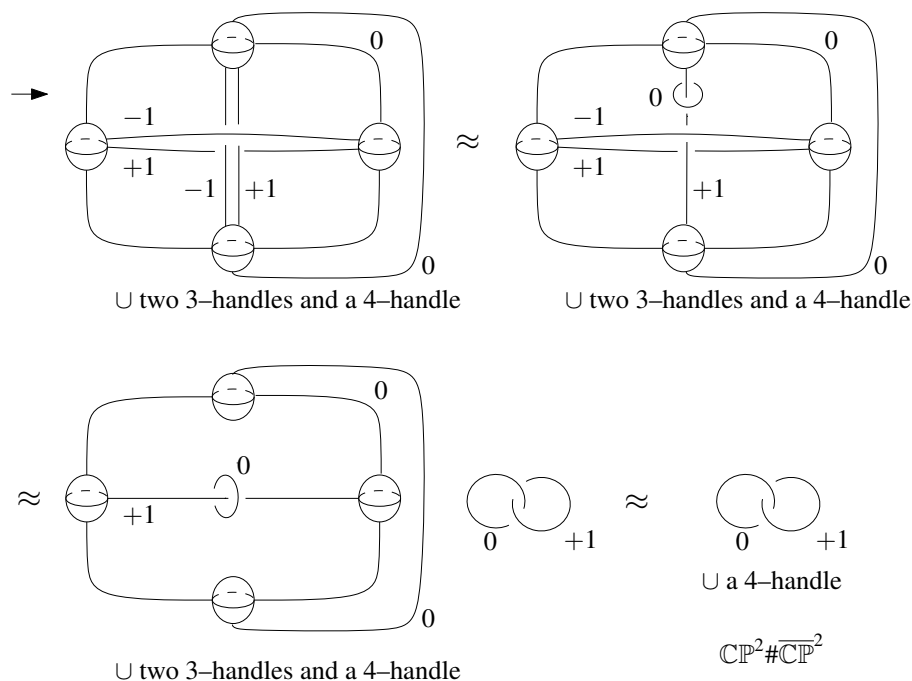 0 0
−1 −1
0
≈
+1 +1
−1 +1 +1
0 0
∪ two 3–handles and a 4–handle ∪ two 3–handles and a 4–handle
0
0
≈ ≈
+1
0 +1 0 +1
∪ a 4–handle
0
ℂℙ²#\overline{ℂℙ}²
∪ two 3–handles and a 4–handle